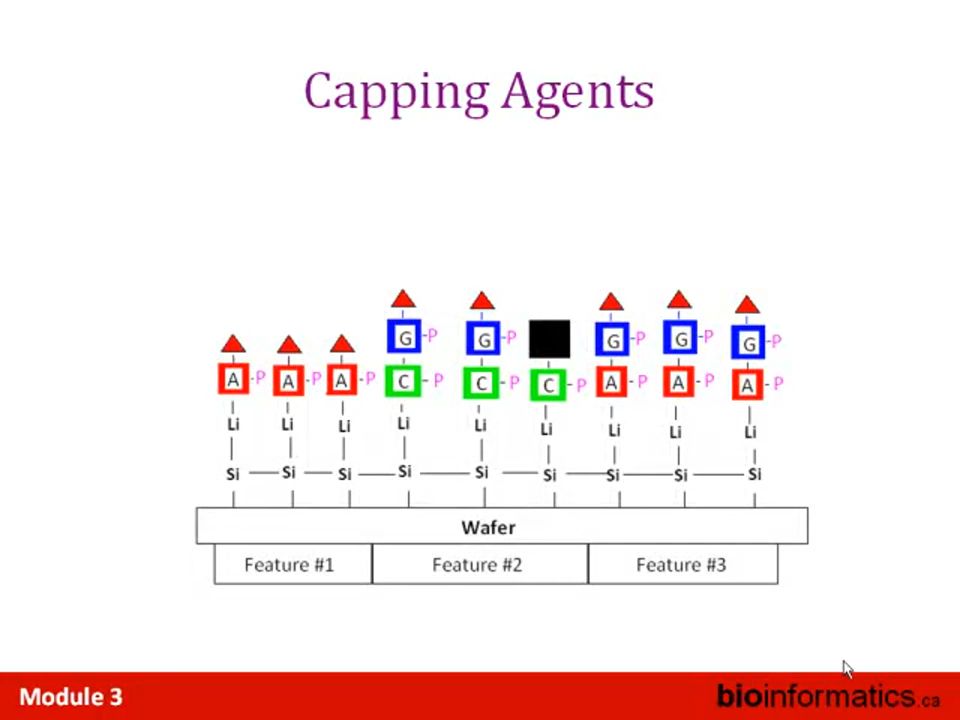 Capping Agents
G -P G -P G -P G -P G -P
A -P A -P A -P C - P C - P C - P A - P A - P A - P
Li Li Li Li Li Li Li Li Li
Si Si Si Si Si Si Si Si Si
Wafer
Feature #1 Feature #2 Feature #3
Module 3 bioinformatics.ca